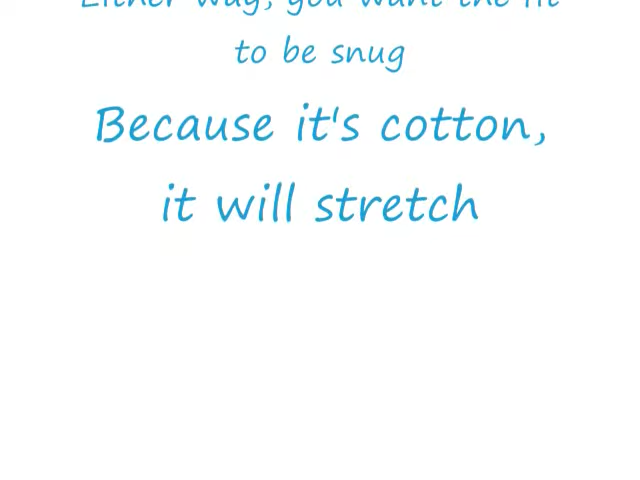 Either way, you want the fit
to be snug
Because it's cotton,
it will stretch